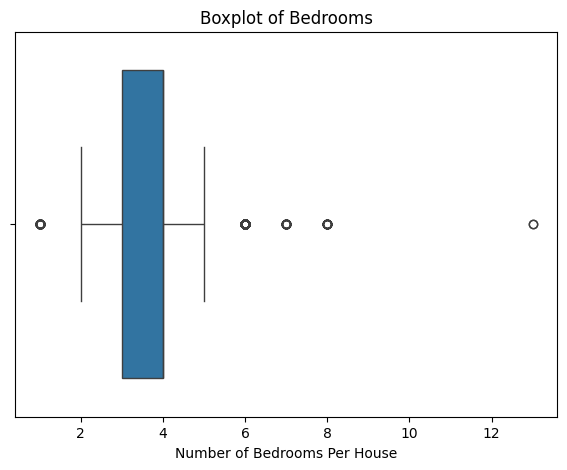 Boxplot of Bedrooms
2 4 6 8 10 12
Number of Bedrooms Per House